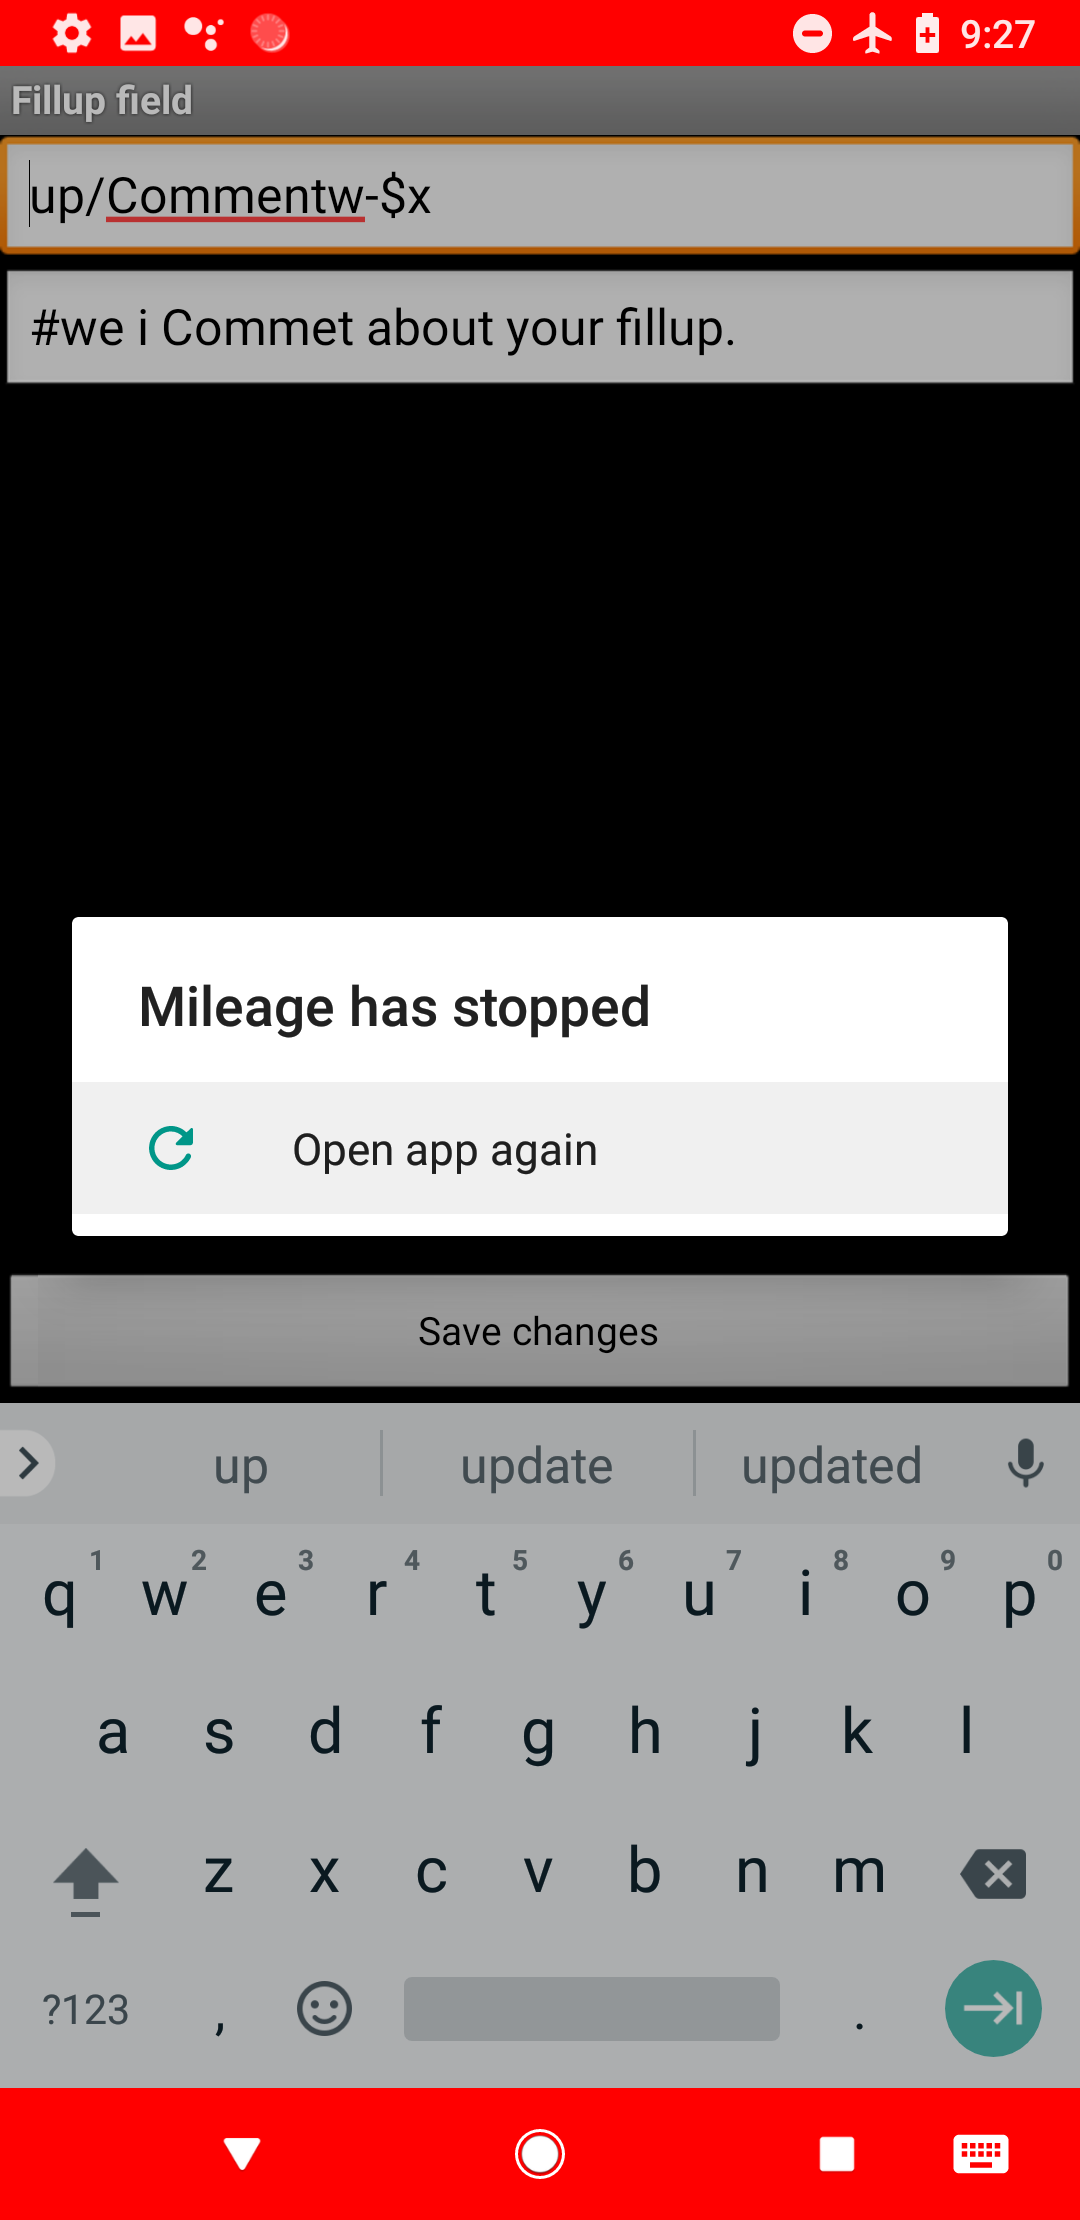 9:27
Fillup field
up/Commentw-$x
#we i Commet about your fillup.
Mileage has stopped
Open app again
Save changes
up update updated
1 2 3 4 5 6 7 8 9 0
q w e r t y u i o p
a s d f g h j k l
z x c v b n m
?123 , .